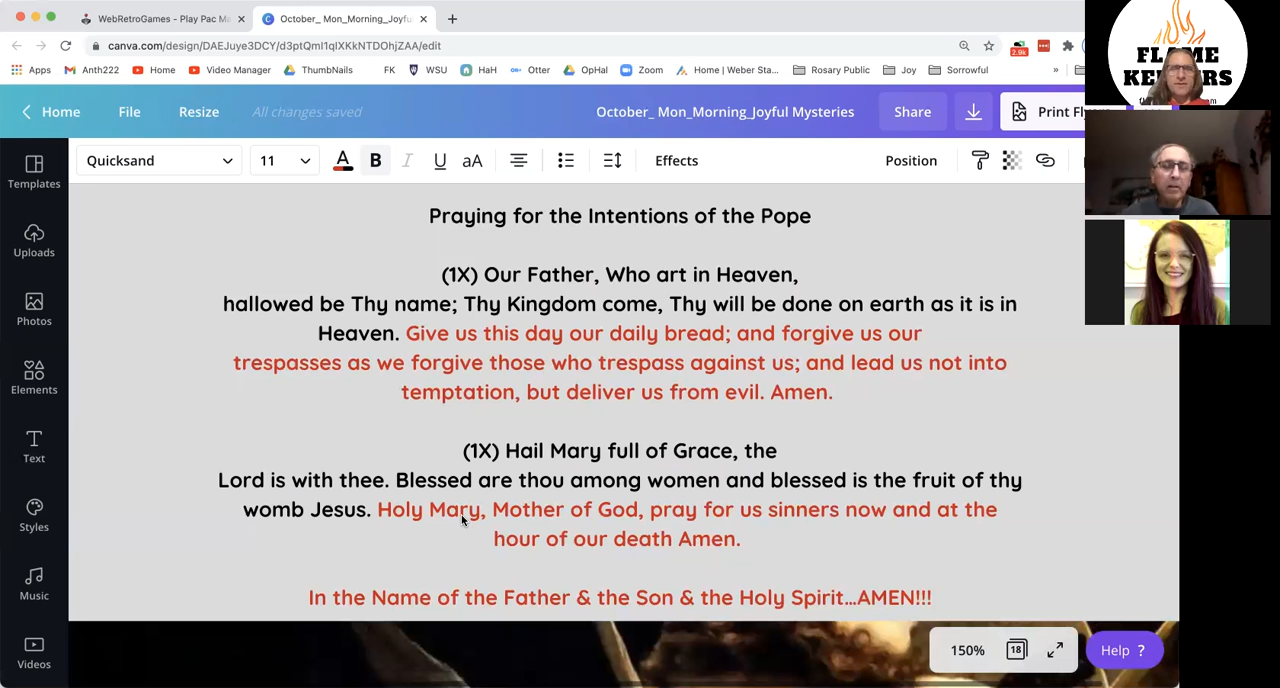 WebRetroGames - Play Pac Ma
October_ Mon_Morning_Joyful
canva.com/design/DAEJuye3DCY/d3ptQml1qIXKkNTDOhjZAA/edit
2.9k
Apps
Anth222
Home
Video Manager
ThumbNails
FK
WSU
HaH
Otter
OpHal
Zoom
Home | Weber Sta...
Rosary Public
Joy
Sorrowful
»
Home
File
Resize
All changes saved
October_ Mon_Morning_Joyful Mysteries
Share
Print Fl
Quicksand
11
A
B
I
U
aA
Effects
Position
Templates
Uploads
Photos
Elements
Text
Styles
Music
Videos
Praying for the Intentions of the Pope
(1X) Our Father, Who art in Heaven,
hallowed be Thy name; Thy Kingdom come, Thy will be done on earth as it is in
Heaven. Give us this day our daily bread; and forgive us our
trespasses as we forgive those who trespass against us; and lead us not into
temptation, but deliver us from evil. Amen.
(1X) Hail Mary full of Grace, the
Lord is with thee. Blessed are thou among women and blessed is the fruit of thy
womb Jesus. Holy Mary, Mother of God, pray for us sinners now and at the
hour of our death Amen.
In the Name of the Father & the Son & the Holy Spirit...AMEN!!!
150%
18
Help ?
FLAME
KE ERS